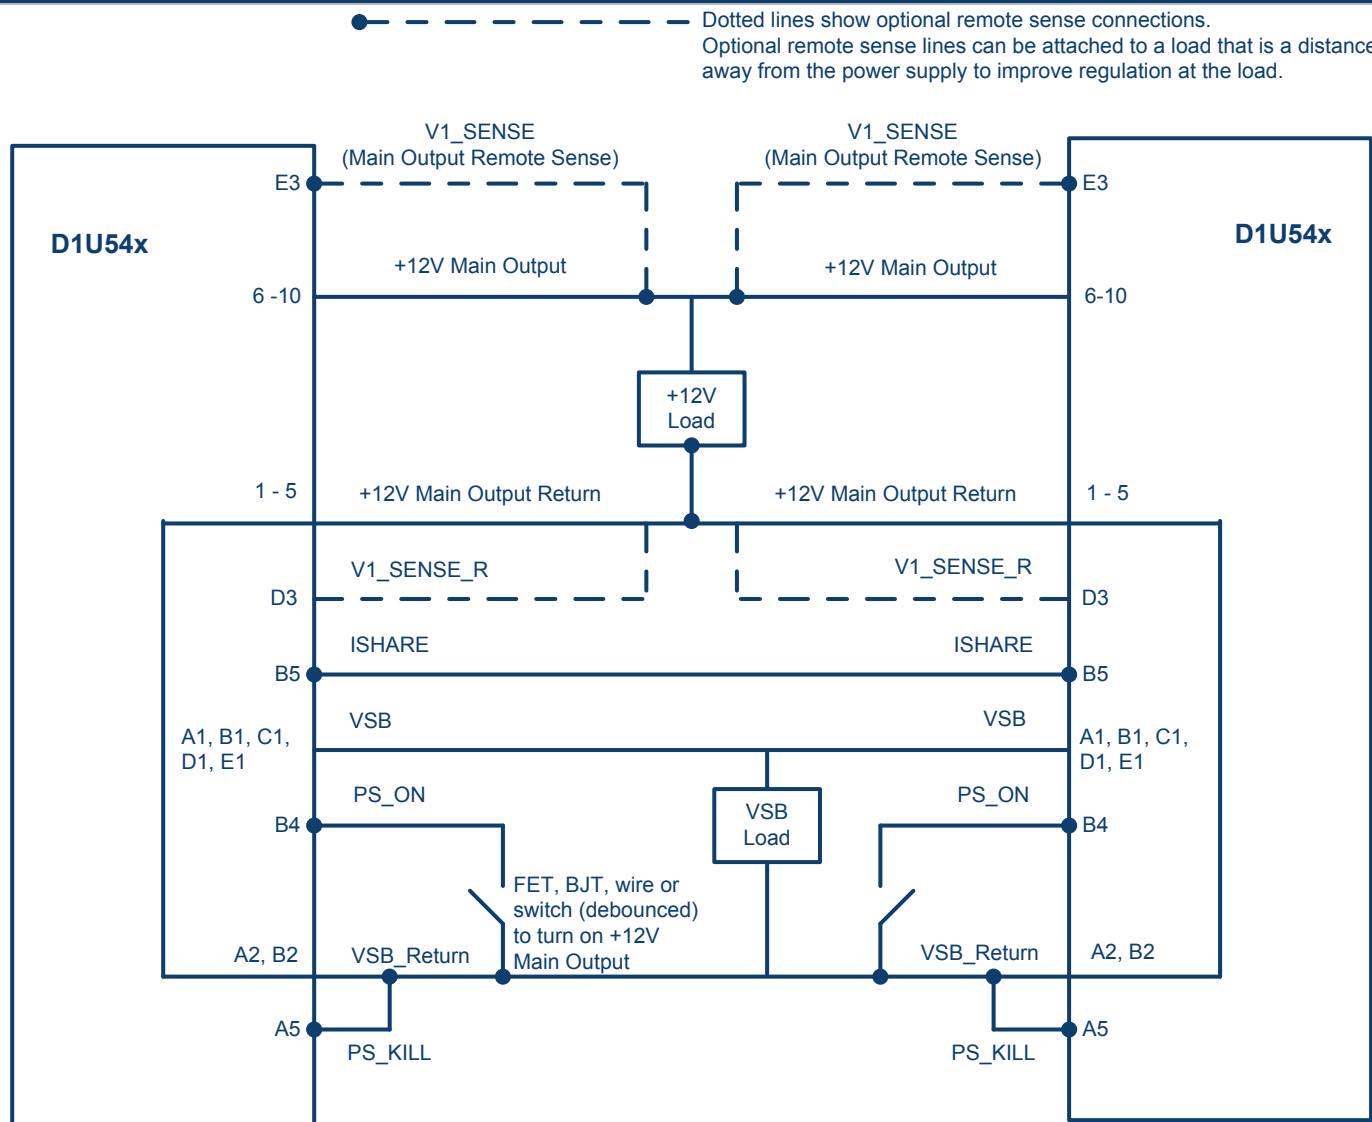 Dotted lines show optional remote sense connections.
Optional remote sense lines can be attached to a load that is a distance
away from the power supply to improve regulation at the load.
V1_SENSE
(Main Output Remote Sense)
V1_SENSE
(Main Output Remote Sense)
E3
E3
D1U54x
D1U54x
+12V Main Output
+12V Main Output
6 -10
6-10
+12V
Load
1 - 5
+12V Main Output Return
+12V Main Output Return
1 - 5
V1_SENSE_R
V1_SENSE_R
D3
D3
ISHARE
ISHARE
B5
B5
VSB
VSB
A1, B1, C1,
D1, E1
A1, B1, C1,
D1, E1
PS_ON
PS_ON
B4
B4
VSB
Load
FET, BJT, wire or
switch (debounced)
to turn on +12V
Main Output
A2, B2
VSB_Return
VSB_Return
A2, B2
A5
A5
PS_KILL
PS_KILL